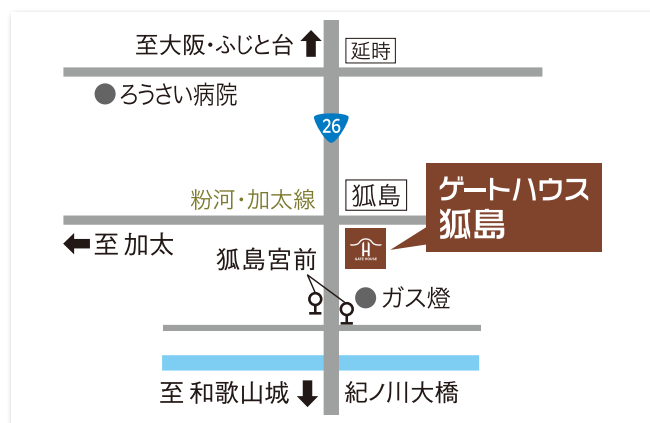 至大阪・ふじと台
延時
ろうさい病院
26
粉河・加太線
狐島
ゲートハウス
狐島
至 加太
狐島宮前
H
GATE HOUSE
ガス燈
至 和歌山城
紀ノ川大橋